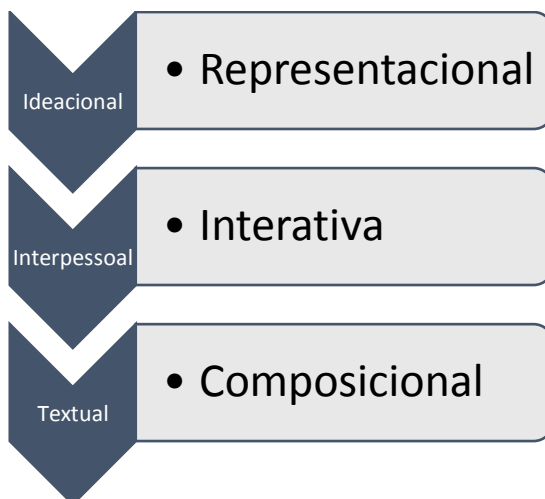 Ideacional
• Representacional
Interpessoal
• Interativa
Textual
• Composicional